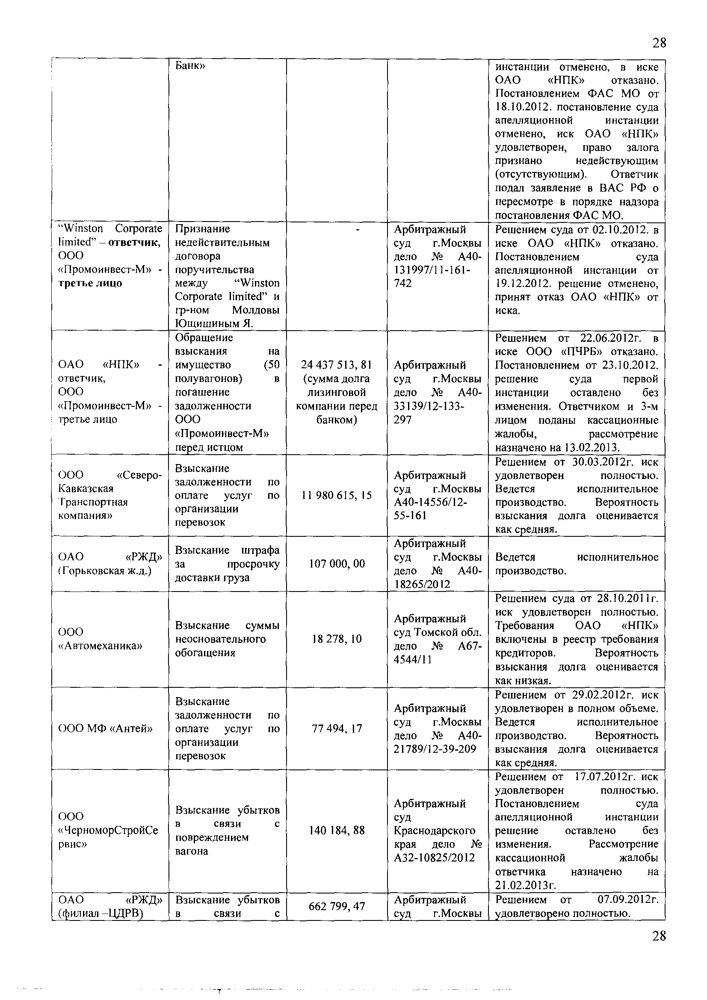 28
Банк»
инстанции отменено, в иске
ОАО «НПК» отказано.
Постановлением ФАС МО от
18.10.2012. постановление суда
апелляционной инстанции
отменено, иск ОАО «НПК»
удовлетворен, право залога
признано недействующим
(отсутствующим). Ответчик
подал заявление в ВАС РФ о
пересмотре в порядке надзора
постановления ФАС МО.
“Winston Corporate
limited” – ответчик,
ООО
«Промоинвест-М» -
третье лицо
Признание
недействительным
договора
поручительства
между “Winston
Corporate limited” и
гр-ном Молдовы
Ющишиным Я.
-
Арбитражный
суд г.Москвы
дело № А40-
131997/11-161-
742
Решением суда от 02.10.2012. в
иске ОАО «НПК» отказано.
Постановлением суда
апелляционной инстанции от
19.12.2012. решение отменено,
принят отказ ОАО «НПК» от
иска.
ОАО «НПК» -
ответчик,
ООО
«Промоинвест-М» -
третье лицо
Обращение
взыскания на
имущество (50
полувагонов) в
погашение
задолженности
ООО
«Промоинвест-М»
перед истцом
24 437 513, 81
(сумма долга
лизинговой
компании перед
банком)
Арбитражный
суд г.Москвы
дело № А40-
33139/12-133-
297
Решением от 22.06.2012г. в
иске ООО «ПЧРБ» отказано.
Постановлением от 23.10.2012.
решение суда первой
инстанции оставлено без
изменения. Ответчиком и 3-м
лицом поданы кассационные
жалобы, рассмотрение
назначено на 13.02.2013.
ООО «Северо-
Кавказская
Транспортная
компания»
Взыскание
задолженности по
оплате услуг по
организации
перевозок
11 980 615, 15
Арбитражный
суд г.Москвы
А40-14556/12-
55-161
Решением от 30.03.2012г. иск
удовлетворен полностью.
Ведется исполнительное
производство. Вероятность
взыскания долга оценивается
как средняя.
ОАО «РЖД»
(Горьковская ж.д.)
Взыскание штрафа
за просрочку
доставки груза
107 000, 00
Арбитражный
суд г.Москвы
дело № А40-
18265/2012
Ведется исполнительное
производство.
ООО
«Автомеханика»
Взыскание суммы
неосновательного
обогащения
18 278, 10
Арбитражный
суд Томской обл.
дело № А67-
4544/11
Решением суда от 28.10.2011г.
иск удовлетворен полностью.
Требования ОАО «НПК»
включены в реестр требования
кредиторов. Вероятность
взыскания долга оценивается
как низкая.
ООО МФ «Антей»
Взыскание
задолженности по
оплате услуг по
организации
перевозок
77 494, 17
Арбитражный
суд г.Москвы
дело № А40-
21789/12-39-209
Решением от 29.02.2012г. иск
удовлетворен в полном объеме.
Ведется исполнительное
производство. Вероятность
взыскания долга оценивается
как средняя.
ООО
«ЧерноморСтройСе
рвис»
Взыскание убытков
в связи с
повреждением
вагона
140 184, 88
Арбитражный
суд
Краснодарского
края дело №
А32-10825/2012
Решением от 17.07.2012г. иск
удовлетворен полностью.
Постановлением суда
апелляционной инстанции
решение оставлено без
изменения. Рассмотрение
кассационной жалобы
ответчика назначено на
21.02.2013г.
ОАО «РЖД»
(филиал –ЦДРВ)
Взыскание убытков
в связи с
662 799, 47
Арбитражный
суд г.Москвы
Решением от 07.09.2012г.
удовлетворено полностью.
28